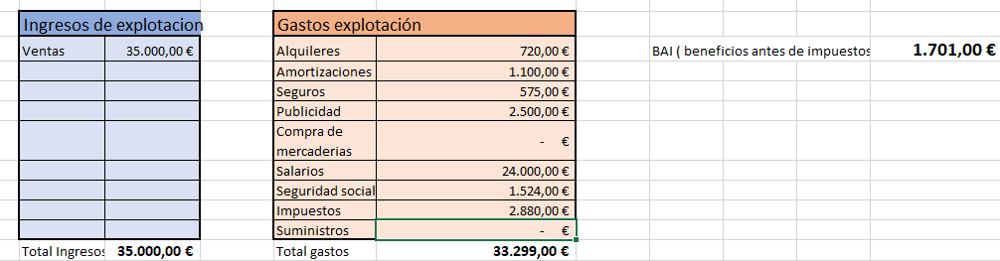 Ingresos de explotacion
Gastos explotación
Ventas 35.000,00 €
Alquileres 720,00 €
BAI ( beneficios antes de impuestos 1.701,00 €
Amortizaciones 1.100,00 €
Seguros 575,00 €
Publicidad 2.500,00 €
Compra de
mercaderias - €
Salarios 24.000,00 €
Seguridad social 1.524,00 €
Impuestos 2.880,00 €
Suministros - €
Total Ingresos 35.000,00 €
Total gastos 33.299,00 €